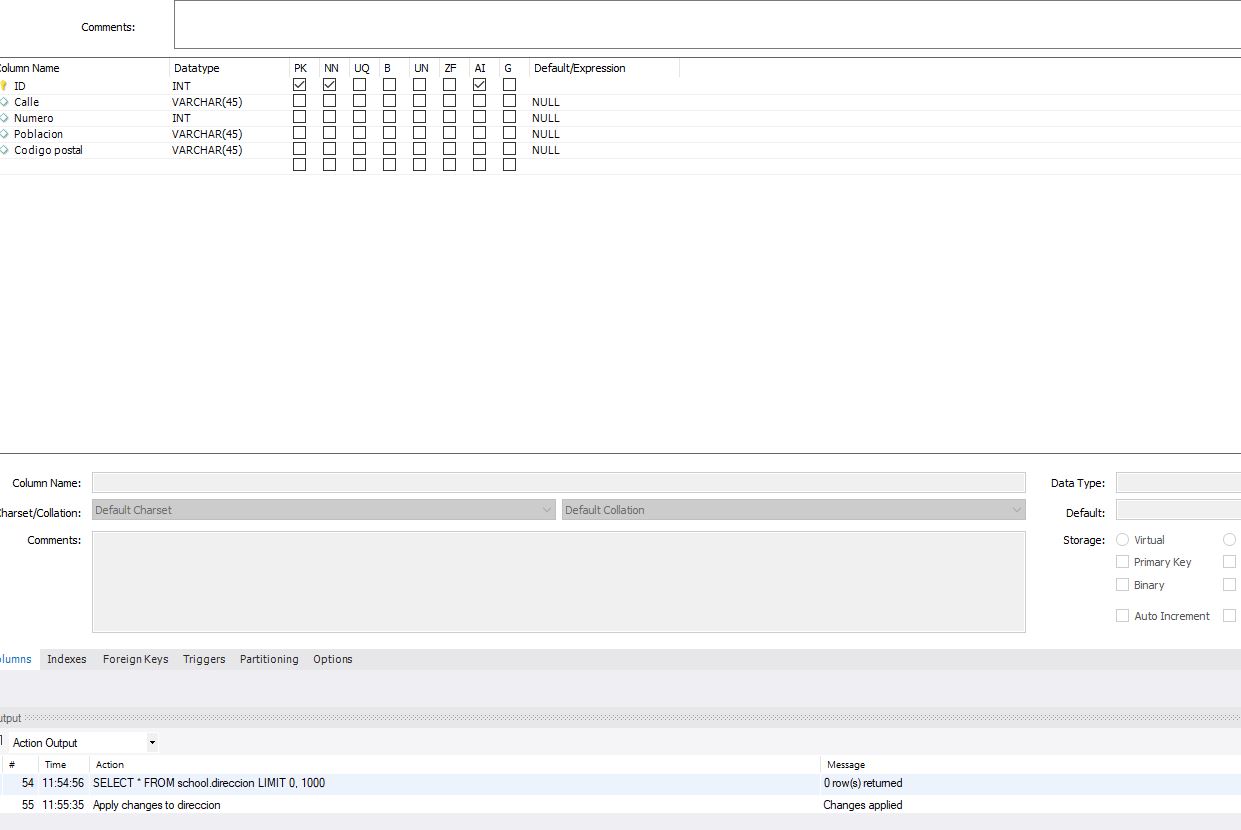 Comments:
olumn Name Datatype PK NN UQ B UN ZF AI G Default/Expression
ID INT
Calle VARCHAR(45) NULL
Numero INT NULL
Poblacion VARCHAR(45) NULL
Codigo postal VARCHAR(45) NULL
Column Name: Data Type:
harset/Collation: Default Charset Default Collation Default:
Comments: Storage: Virtual
Primary Key
Binary
Auto Increment
olumns Indexes Foreign Keys Triggers Partitioning Options
utput
Action Output
# Time Action Message
54 11:54:56 SELECT * FROM school.direccion LIMIT 0, 1000 0 row(s) returned
55 11:55:35 Apply changes to direccion Changes applied